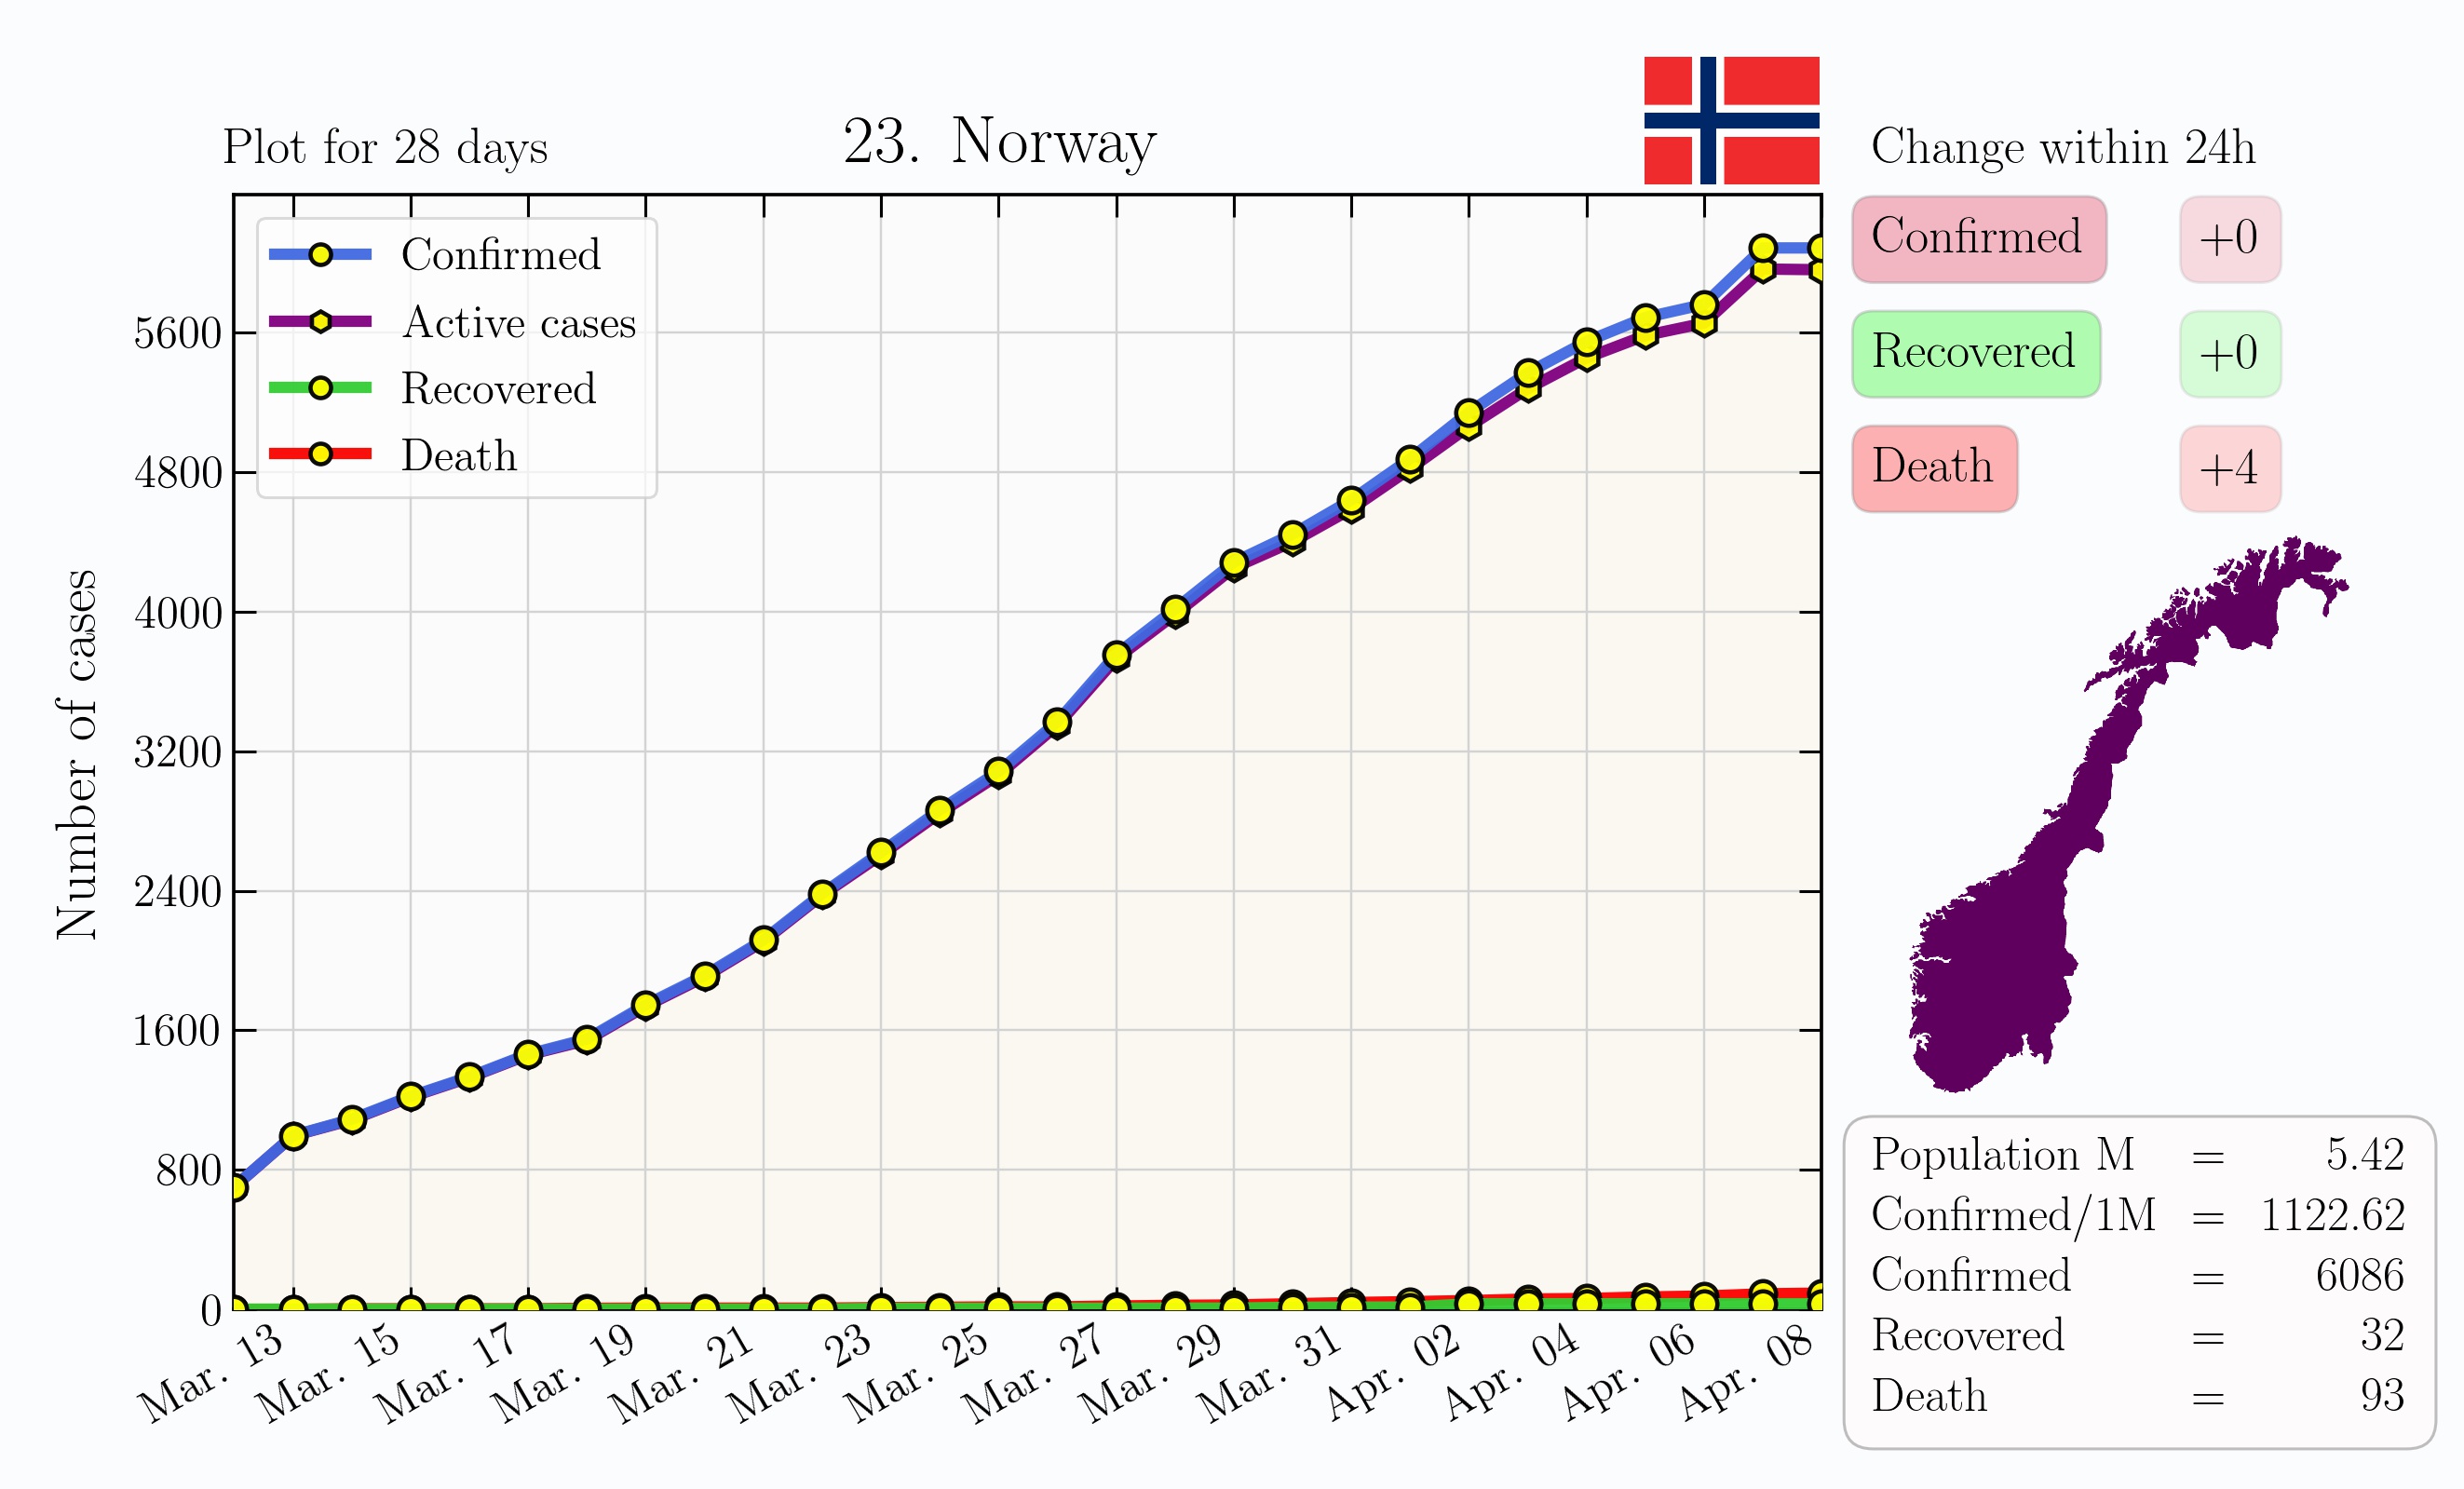 Plot for 28 days
23. Norway
Change within 24h
Confirmed +0
Recovered +0
Death +4
Confirmed
Active cases
Recovered
Death
Number of cases
5600
4800
4000
3200
2400
1600
800
0
Mar. 13
Mar. 15
Mar. 17
Mar. 19
Mar. 21
Mar. 23
Mar. 25
Mar. 27
Mar. 29
Mar. 31
Apr. 02
Apr. 04
Apr. 06
Apr. 08
Population M = 5.42
Confirmed/1M = 1122.62
Confirmed = 6086
Recovered = 32
Death = 93